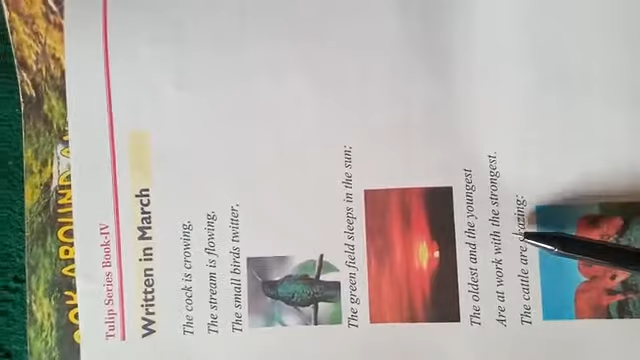 OOK AROUND A
Tulip Series Book-IV
Written in March
The cock is crowing,
The stream is flowing,
The small birds twitter,
The green field sleeps in the sun;
The oldest and the youngest
Are at work with the strongest.
The cattle are grazing: